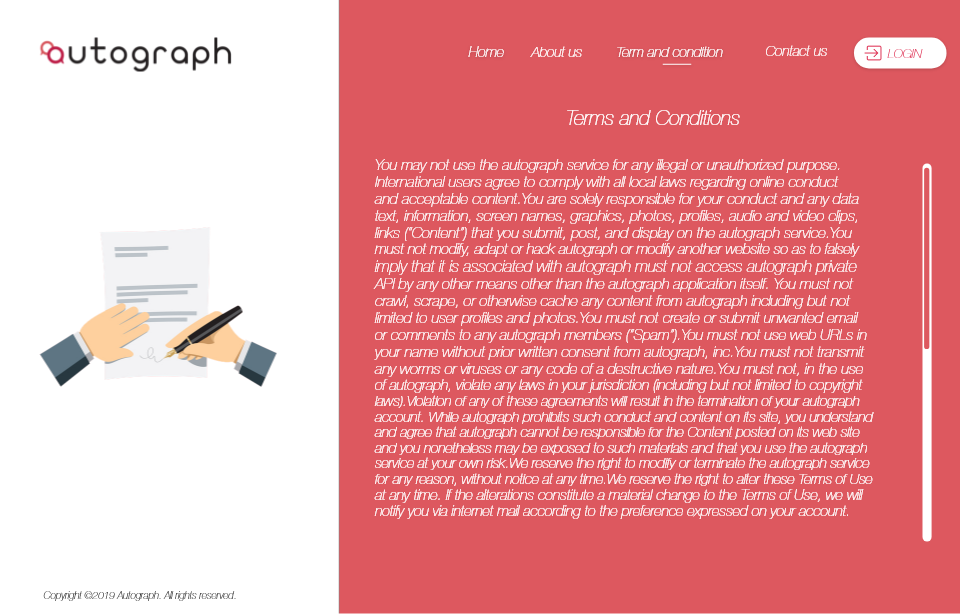 autograph
Home About us Term and condition Contact us LOGIN
Terms and Conditions
You may not use the autograph service for any illegal or unauthorized purpose.
International users agree to comply with all local laws regarding online conduct
and acceptable content.You are solely responsible for your conduct and any data
text, information, screen names, graphics, photos, profiles, audio and video clips,
links ("Content") that you submit, post, and display on the autograph service.You
must not modify, adapt or hack autograph or modify another website so as to falsely
imply that it is associated with autograph must not access autograph private
API by any other means other than the autograph application itself. You must not
crawl, scrape, or otherwise cache any content from autograph including but not
limited to user profiles and photos.You must not create or submit unwanted email
or comments to any autograph members ("Spam").You must not use web URLs in
your name without prior written consent from autograph, inc.You must not transmit
any worms or viruses or any code of a destructive nature.You must not, in the use
of autograph, violate any laws in your jurisdiction (including but not limited to copyright
laws).Violation of any of these agreements will result in the termination of your autograph
account. While autograph prohibits such conduct and content on its site, you understand
and agree that autograph cannot be responsible for the Content posted on its web site
and you nonetheless may be exposed to such materials and that you use the autograph
service at your own risk.We reserve the right to modify or terminate the autograph service
for any reason, without notice at any time.We reserve the right to alter these Terms of Use
at any time. If the alterations constitute a material change to the Terms of Use, we will
notify you via internet mail according to the preference expressed on your account.
Copyright ©2019 Autograph. All rights reserved.